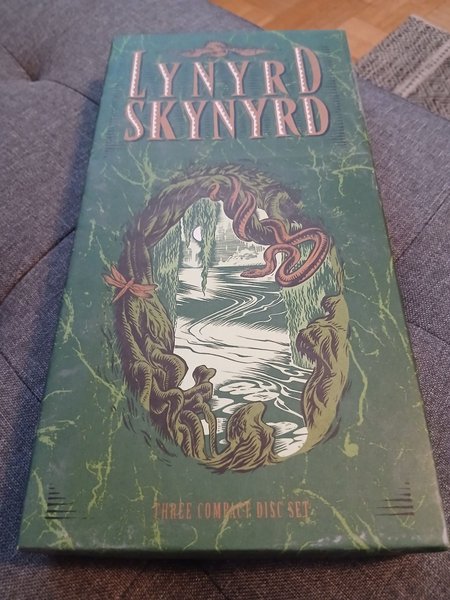 LYNYRD
SKYNYRD
THREE COMPACT DISC SET